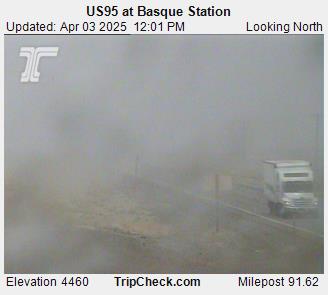 US95 at Basque Station
Updated: Apr 03 2025 12:01 PM Looking North
Elevation 4460 TripCheck.com Milepost 91.62